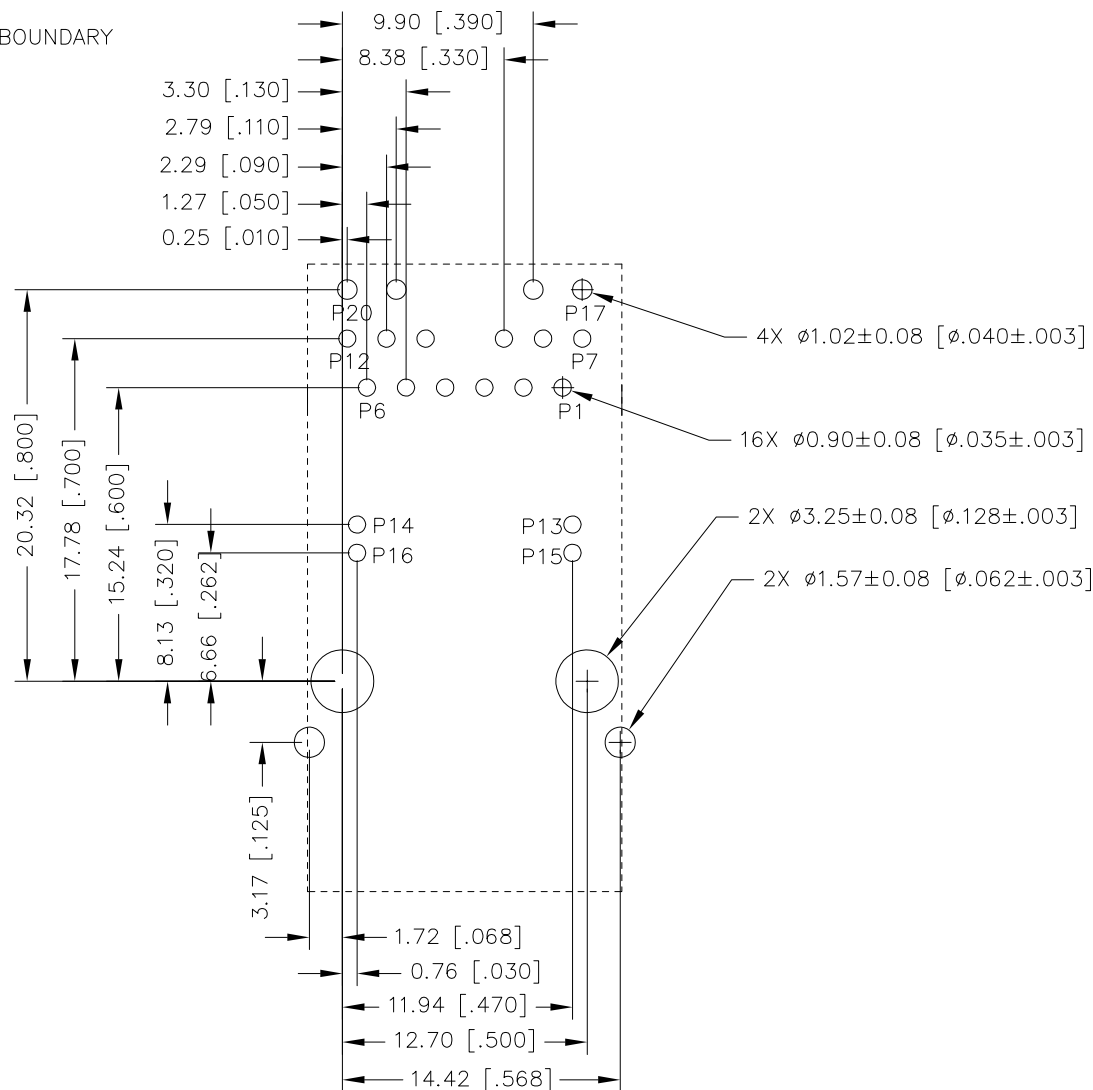 9.90 [.390]
BOUNDARY
8.38 [.330]
3.30 [.130]
2.79 [.110]
2.29 [.090]
1.27 [.050]
0.25 [.010]
P20
P17
4X ø1.02±0.08 [ø.040±.003]
P12
P7
P6
P1
16X ø0.90±0.08 [ø.035±.003]
20.32 [.800]
17.78 [.700]
15.24 [.600]
8.13 [.320]
6.66 [.262]
P14
P13
2X ø3.25±0.08 [ø.128±.003]
P16
P15
2X ø1.57±0.08 [ø.062±.003]
3.17 [.125]
1.72 [.068]
0.76 [.030]
11.94 [.470]
12.70 [.500]
14.42 [.568]